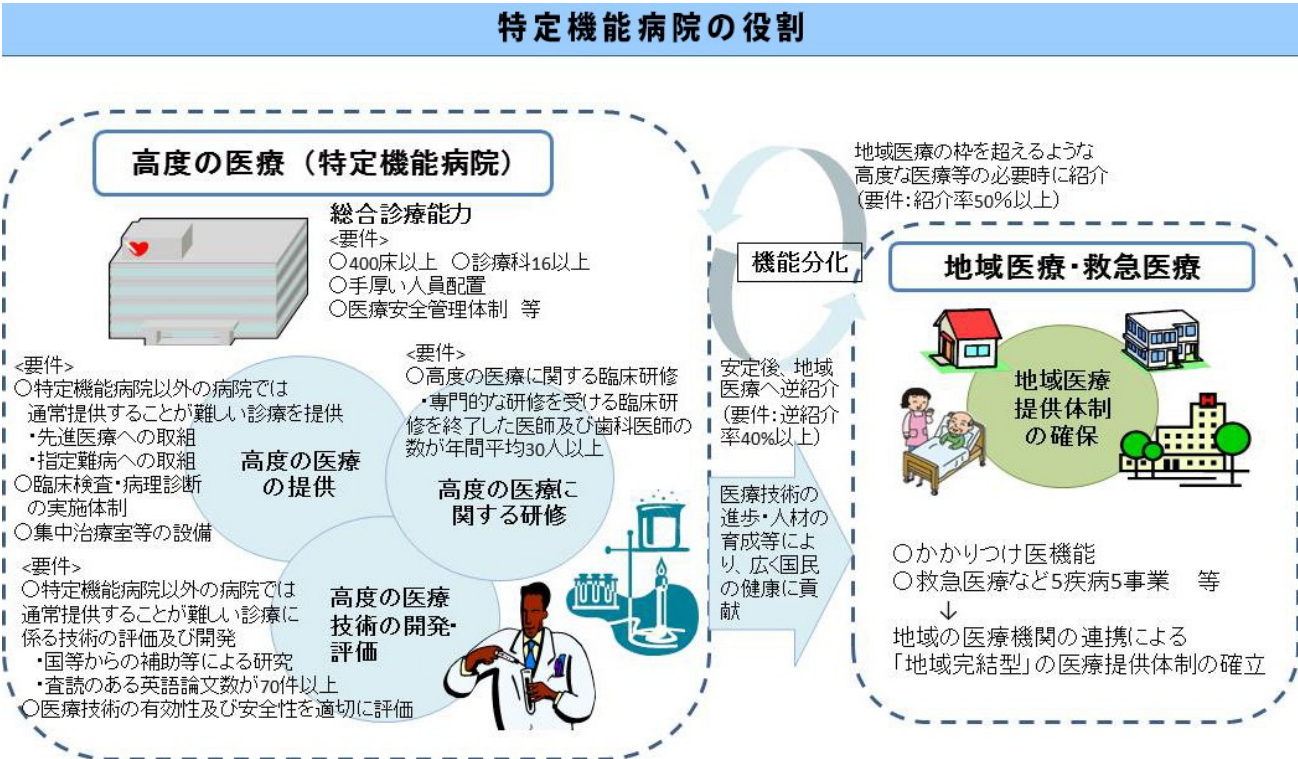 特定機能病院の役割
高度の医療（特定機能病院）
総合診療能力
<要件>
○400床以上　○診療科16以上
○手厚い人員配置
○医療安全管理体制　等
<要件>
○特定機能病院以外の病院では
通常提供することが難しい診療を提供
・先進医療への取組
・指定難病への取組
○臨床検査・病理診断
の実施体制
○集中治療室等の設備
高度の医療
の提供
<要件>
○高度の医療に関する臨床研修
・専門的な研修を受ける臨床研
修を終了した医師及び歯科医師の
数が年間平均30人以上
高度の医療に
関する研修
<要件>
○特定機能病院以外の病院では
通常提供することが難しい診療に
係る技術の評価及び開発
・国等からの補助等による研究
・査読のある英語論文数が70件以上
○医療技術の有効性及び安全性を適切に評価
高度の医療
技術の開発・
評価
地域医療の枠を超えるような
高度な医療等の必要時に紹介
（要件：紹介率50％以上）
機能分化
安定後、地域
医療へ逆紹介
（要件：逆紹介
率40％以上）
医療技術の
進歩・人材の
育成等によ
り、広く国民
の健康に貢
献
地域医療・救急医療
地域医療
提供体制
の確保
H
○かかりつけ医機能
○救急医療など5疾病5事業　等
↓
地域の医療機関の連携による
「地域完結型」の医療提供体制の確立